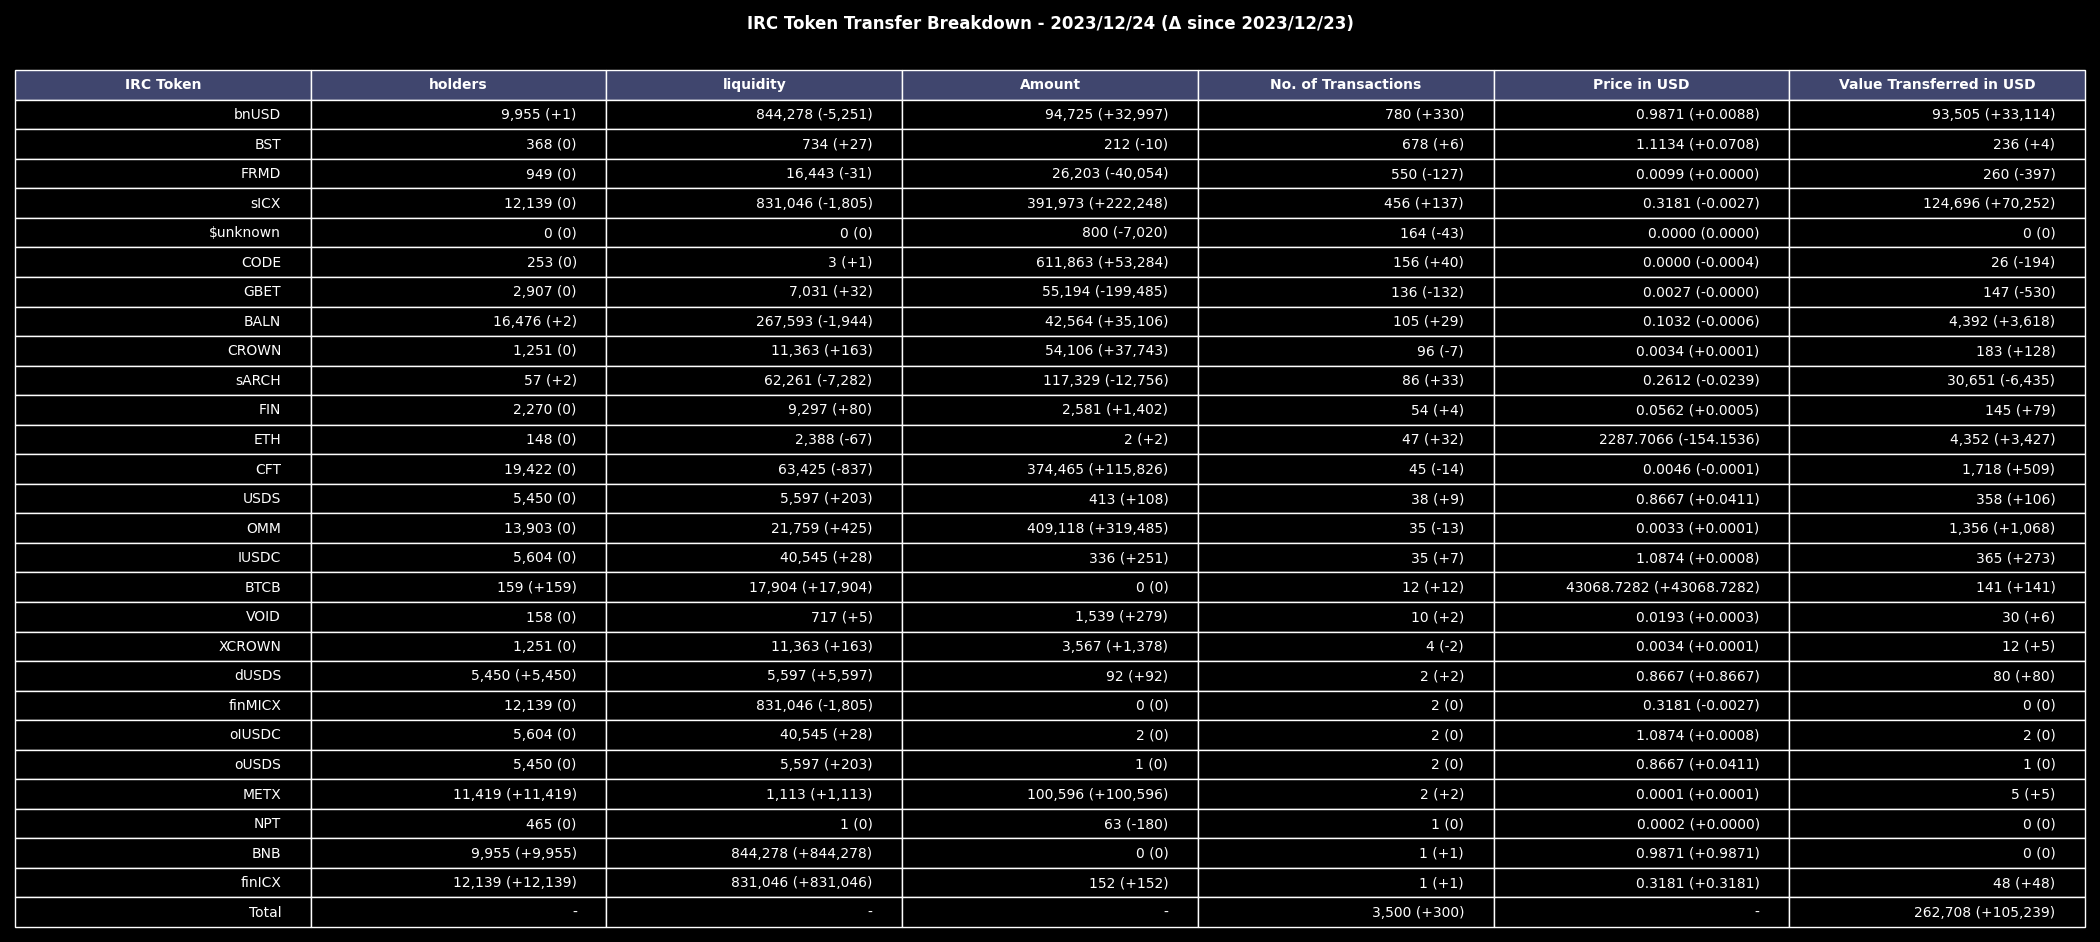 IRC Token Transfer Breakdown - 2023/12/24 (Δ since 2023/12/23)
IRC Token holders liquidity Amount No. of Transactions Price in USD Value Transferred in USD
bnUSD 9,955 (+1) 844,278 (-5,251) 94,725 (+32,997) 780 (+330) 0.9871 (+0.0088) 93,505 (+33,114)
BST 368 (0) 734 (+27) 212 (-10) 678 (+6) 1.1134 (+0.0708) 236 (+4)
FRMD 949 (0) 16,443 (-31) 26,203 (-40,054) 550 (-127) 0.0099 (+0.0000) 260 (-397)
sICX 12,139 (0) 831,046 (-1,805) 391,973 (+222,248) 456 (+137) 0.3181 (-0.0027) 124,696 (+70,252)
$unknown 0 (0) 0 (0) 800 (-7,020) 164 (-43) 0.0000 (0.0000) 0 (0)
CODE 253 (0) 3 (+1) 611,863 (+53,284) 156 (+40) 0.0000 (-0.0004) 26 (-194)
GBET 2,907 (0) 7,031 (+32) 55,194 (-199,485) 136 (-132) 0.0027 (-0.0000) 147 (-530)
BALN 16,476 (+2) 267,593 (-1,944) 42,564 (+35,106) 105 (+29) 0.1032 (-0.0006) 4,392 (+3,618)
CROWN 1,251 (0) 11,363 (+163) 54,106 (+37,743) 96 (-7) 0.0034 (+0.0001) 183 (+128)
sARCH 57 (+2) 62,261 (-7,282) 117,329 (-12,756) 86 (+33) 0.2612 (-0.0239) 30,651 (-6,435)
FIN 2,270 (0) 9,297 (+80) 2,581 (+1,402) 54 (+4) 0.0562 (+0.0005) 145 (+79)
ETH 148 (0) 2,388 (-67) 2 (+2) 47 (+32) 2287.7066 (-154.1536) 4,352 (+3,427)
CFT 19,422 (0) 63,425 (-837) 374,465 (+115,826) 45 (-14) 0.0046 (-0.0001) 1,718 (+509)
USDS 5,450 (0) 5,597 (+203) 413 (+108) 38 (+9) 0.8667 (+0.0411) 358 (+106)
OMM 13,903 (0) 21,759 (+425) 409,118 (+319,485) 35 (-13) 0.0033 (+0.0001) 1,356 (+1,068)
IUSDC 5,604 (0) 40,545 (+28) 336 (+251) 35 (+7) 1.0874 (+0.0008) 365 (+273)
BTCB 159 (+159) 17,904 (+17,904) 0 (0) 12 (+12) 43068.7282 (+43068.7282) 141 (+141)
VOID 158 (0) 717 (+5) 1,539 (+279) 10 (+2) 0.0193 (+0.0003) 30 (+6)
XCROWN 1,251 (0) 11,363 (+163) 3,567 (+1,378) 4 (-2) 0.0034 (+0.0001) 12 (+5)
dUSDS 5,450 (+5,450) 5,597 (+5,597) 92 (+92) 2 (+2) 0.8667 (+0.8667) 80 (+80)
finMICX 12,139 (0) 831,046 (-1,805) 0 (0) 2 (0) 0.3181 (-0.0027) 0 (0)
oIUSDC 5,604 (0) 40,545 (+28) 2 (0) 2 (0) 1.0874 (+0.0008) 2 (0)
oUSDS 5,450 (0) 5,597 (+203) 1 (0) 2 (0) 0.8667 (+0.0411) 1 (0)
METX 11,419 (+11,419) 1,113 (+1,113) 100,596 (+100,596) 2 (+2) 0.0001 (+0.0001) 5 (+5)
NPT 465 (0) 1 (0) 63 (-180) 1 (0) 0.0002 (+0.0000) 0 (0)
BNB 9,955 (+9,955) 844,278 (+844,278) 0 (0) 1 (+1) 0.9871 (+0.9871) 0 (0)
finICX 12,139 (+12,139) 831,046 (+831,046) 152 (+152) 1 (+1) 0.3181 (+0.3181) 48 (+48)
Total - - - 3,500 (+300) - 262,708 (+105,239)